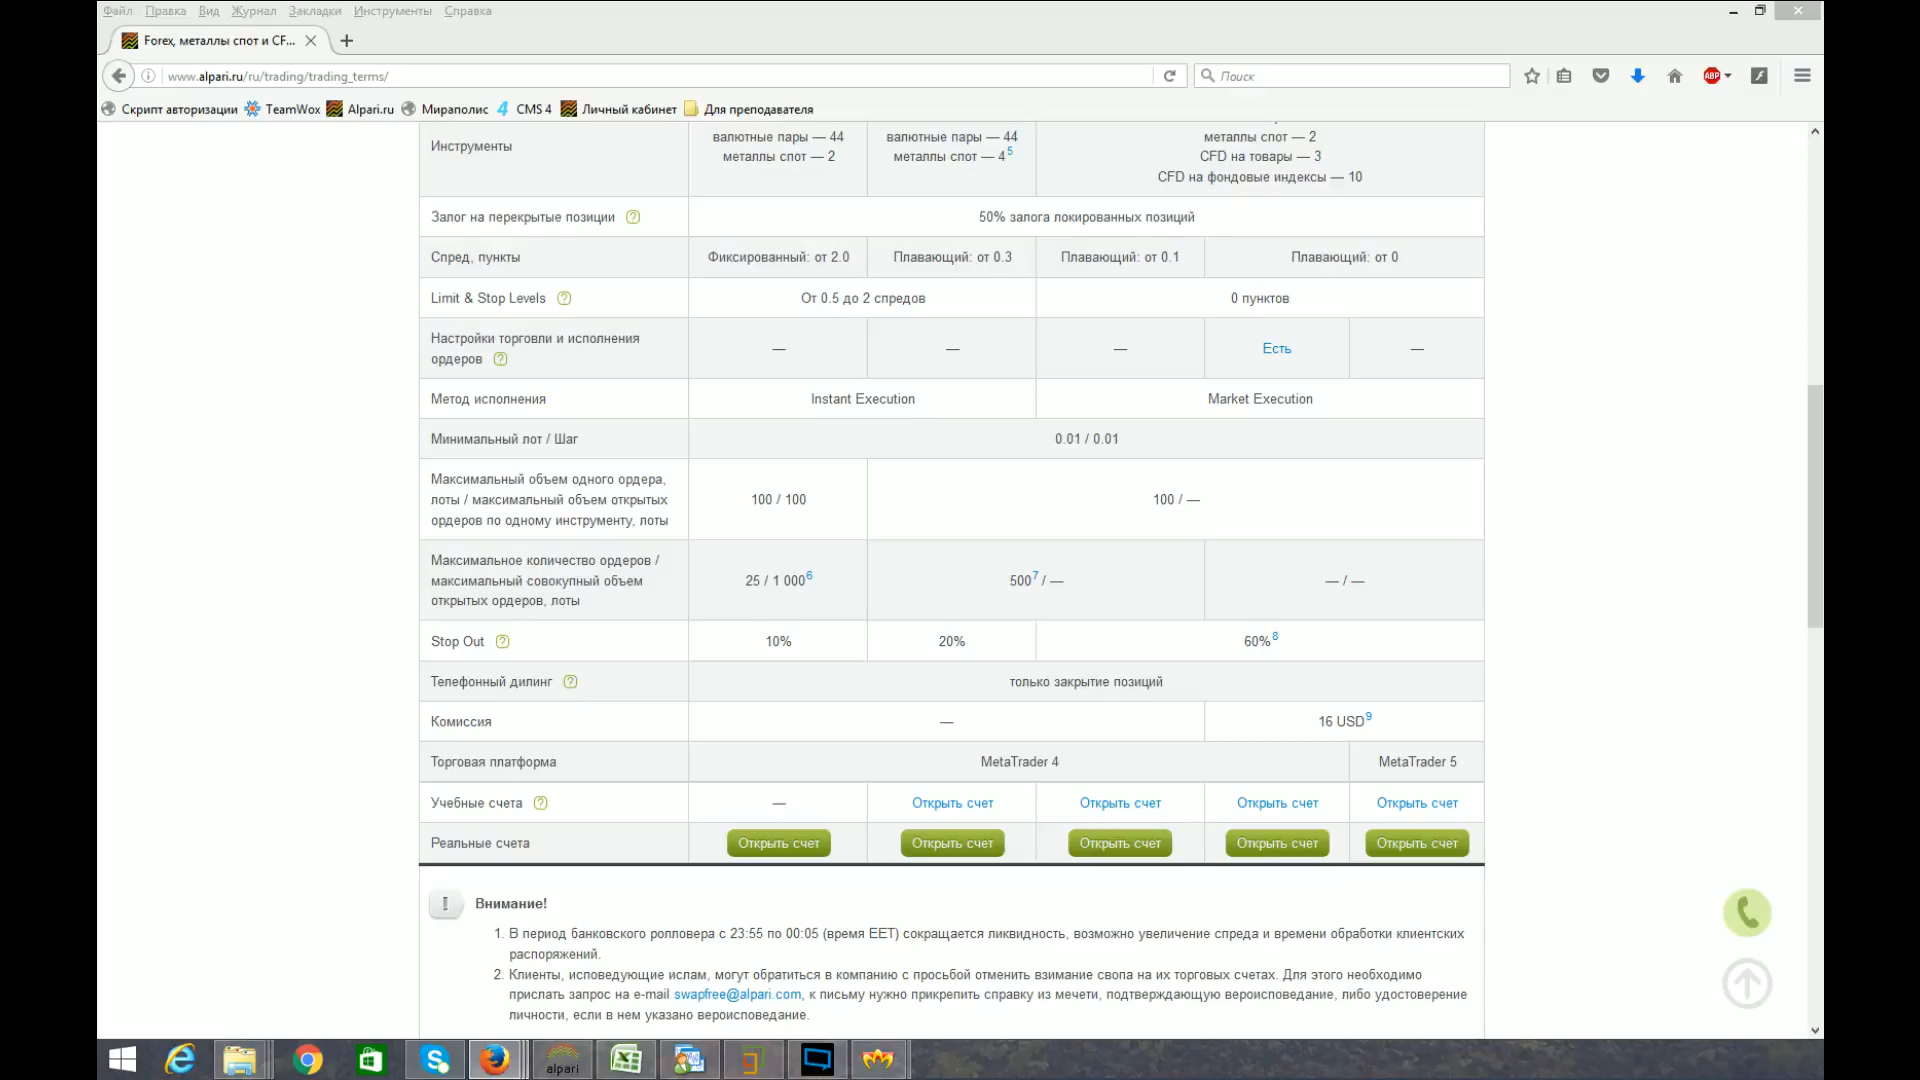 Файл Правка Вид Журнал Закладки Инструменты Справка
Forex, металлы спот и CF...
www.alpari.ru/ru/trading/trading_terms/
Поиск
ABP
Скрипт авторизации TeamWox Alpari.ru Мираполис 4 CMS 4 Личный кабинет Для преподавателя
Инструменты
валютные пары — 44
металлы спот — 2
валютные пары — 44
металлы спот — 4⁵
металлы спот — 2
CFD на товары — 3
CFD на фондовые индексы — 10
Залог на перекрытые позиции ?
50% залога локированных позиций
Спред, пункты
Фиксированный: от 2.0
Плавающий: от 0.3
Плавающий: от 0.1
Плавающий: от 0
Limit & Stop Levels ?
От 0.5 до 2 спредов
0 пунктов
Настройки торговли и исполнения
ордеров ?
—
—
—
Есть
—
Метод исполнения
Instant Execution
Market Execution
Минимальный лот / Шаг
0.01 / 0.01
Максимальный объем одного ордера,
лоты / максимальный объем открытых
ордеров по одному инструменту, лоты
100 / 100
100 / —
Максимальное количество ордеров /
максимальный совокупный объем
открытых ордеров, лоты
25 / 1 000⁶
500⁷ / —
— / —
Stop Out ?
10%
20%
60%⁸
Телефонный дилинг ?
только закрытие позиций
Комиссия
—
16 USD⁹
Торговая платформа
MetaTrader 4
MetaTrader 5
Учебные счета ?
—
Открыть счет
Открыть счет
Открыть счет
Открыть счет
Реальные счета
Открыть счет
Открыть счет
Открыть счет
Открыть счет
Открыть счет
! Внимание!
1. В период банковского ролловера с 23:55 по 00:05 (время EET) сокращается ликвидность, возможно увеличение спреда и времени обработки клиентских
распоряжений.
2. Клиенты, исповедующие ислам, могут обратиться в компанию с просьбой отменить взимание свопа на их торговых счетах. Для этого необходимо
прислать запрос на e-mail swapfree@alpari.com, к письму нужно прикрепить справку из мечети, подтверждающую вероисповедание, либо удостоверение
личности, если в нем указано вероисповедание.
alpari